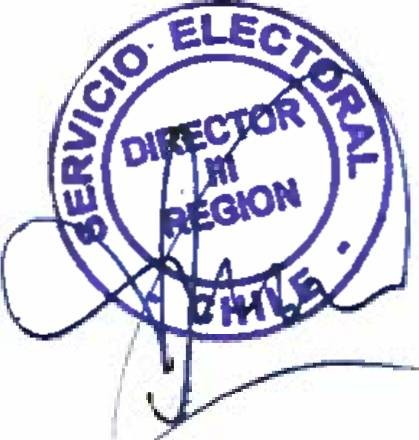 SERVICIO ELECTORAL
DIRECTOR
III
REGION
CHILE